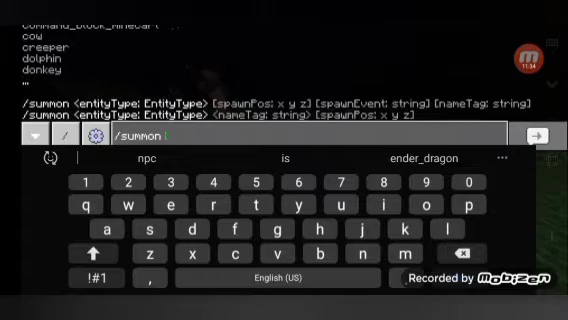 command_block_minecart
cow
creeper
dolphin
donkey
...
/summon <entityType: EntityType> [spawnPos: x y z] [spawnEvent: string] [nameTag: string]
/summon <entityType: EntityType> <nameTag: string> [spawnPos: x y z]
/ /summon
npc is ender_dragon ...
1 2 3 4 5 6 7 8 9 0
q w e r t y u i o p
a s d f g h j k l
z x c v b n m
!#1 , English (US)
Recorded by Mobizen
m
11:34